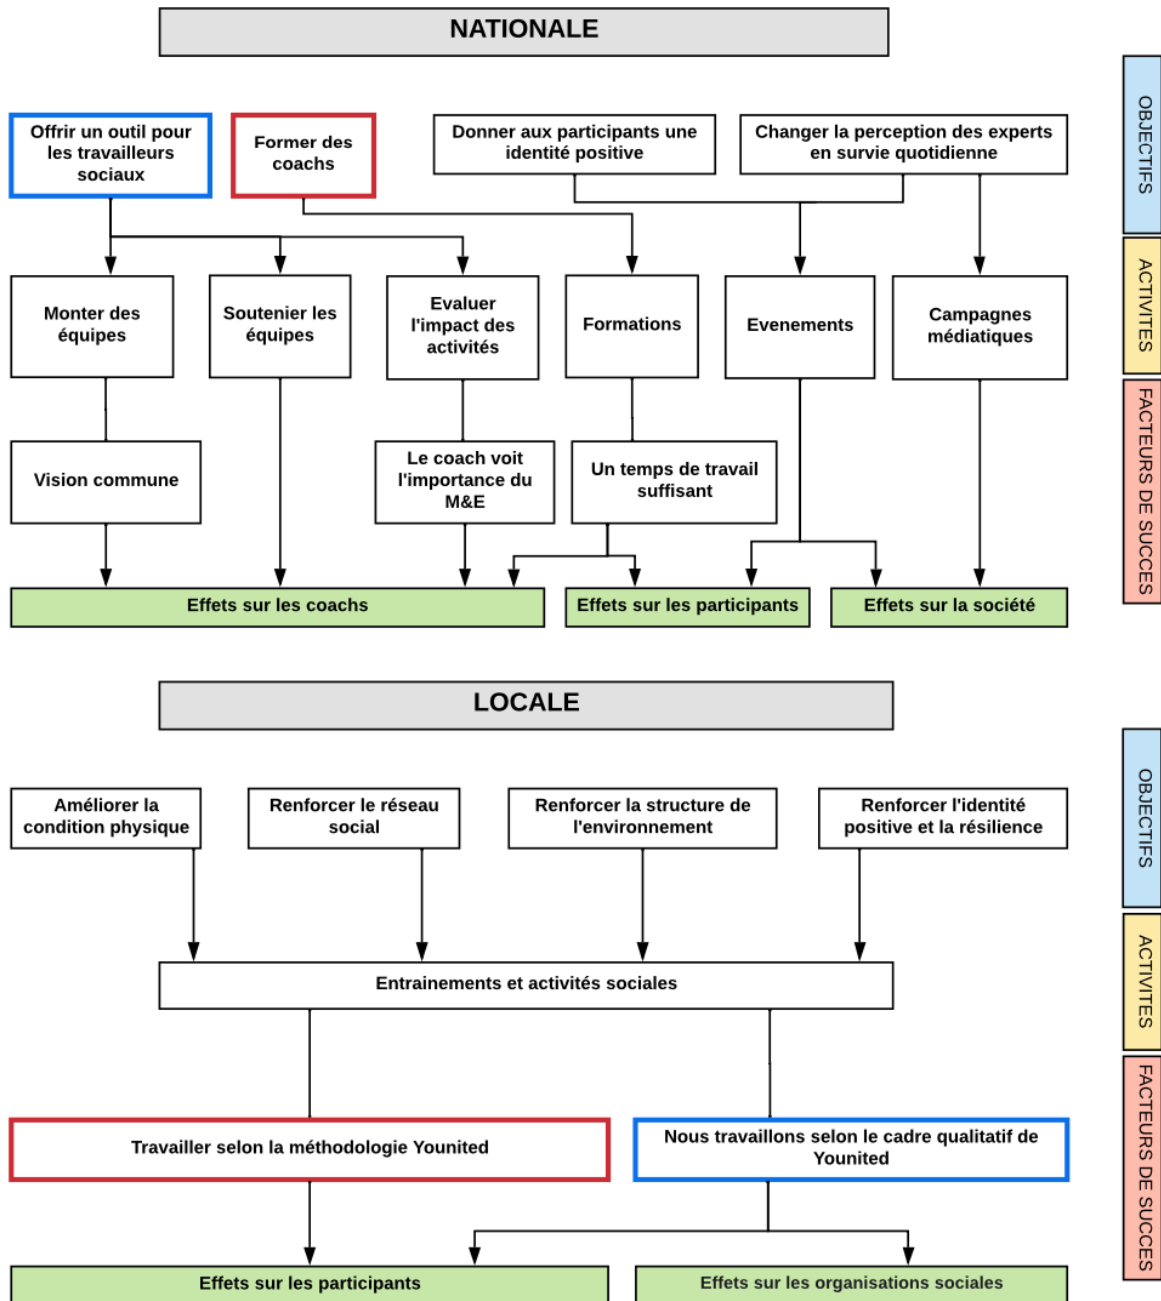 NATIONALE
OBJECTIFS
Offrir un outil pour
les travailleurs
sociaux
Former des
coachs
Donner aux participants une
identité positive
Changer la perception des experts
en survie quotidienne
ACTIVITES
Monter des
équipes
Soutenier les
équipes
Evaluer
l'impact des
activités
Formations
Evenements
Campagnes
médiatiques
FACTEURS DE SUCCES
Vision commune
Le coach voit
l'importance du
M&E
Un temps de travail
suffisant
Effets sur les coachs
Effets sur les participants
Effets sur la société
LOCALE
OBJECTIFS
Améliorer la
condition physique
Renforcer le réseau
social
Renforcer la structure de
l'environnement
Renforcer l'identité
positive et la résilience
ACTIVITES
Entrainements et activités sociales
FACTEURS DE SUCCES
Travailler selon la méthodologie Younited
Nous travaillons selon le cadre qualitatif de
Younited
Effets sur les participants
Effets sur les organisations sociales